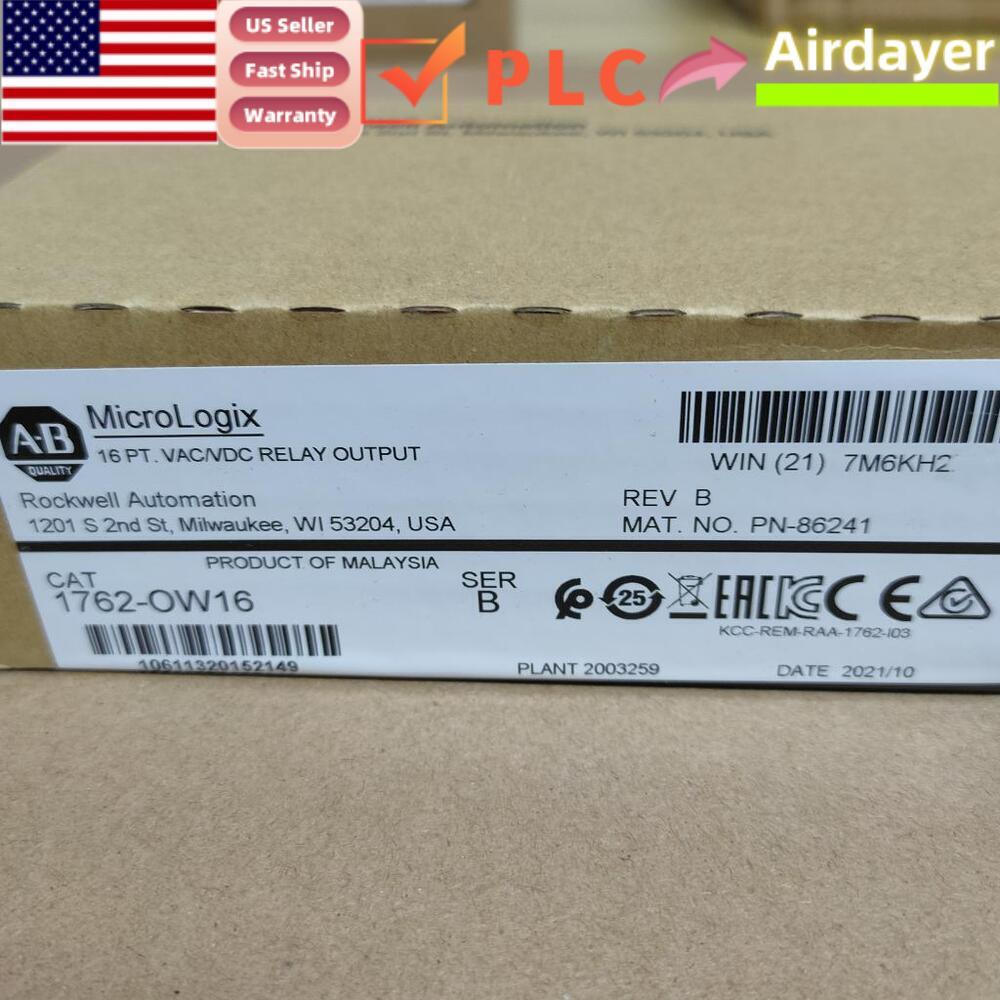 US Seller
Fast Ship
Warranty
PLC
Airdayer
A-B
QUALITY
MicroLogix
16 PT. VAC/VDC RELAY OUTPUT
WIN (21) 7M6KH2
Rockwell Automation
1201 S 2nd St, Milwaukee, WI 53204, USA
REV B
MAT. NO. PN-86241
PRODUCT OF MALAYSIA
CAT
1762-OW16
SER
B
25
EAC
CE
KCC-REM-RAA-1762-I03
10611320152149
PLANT 2003259
DATE 2021/10